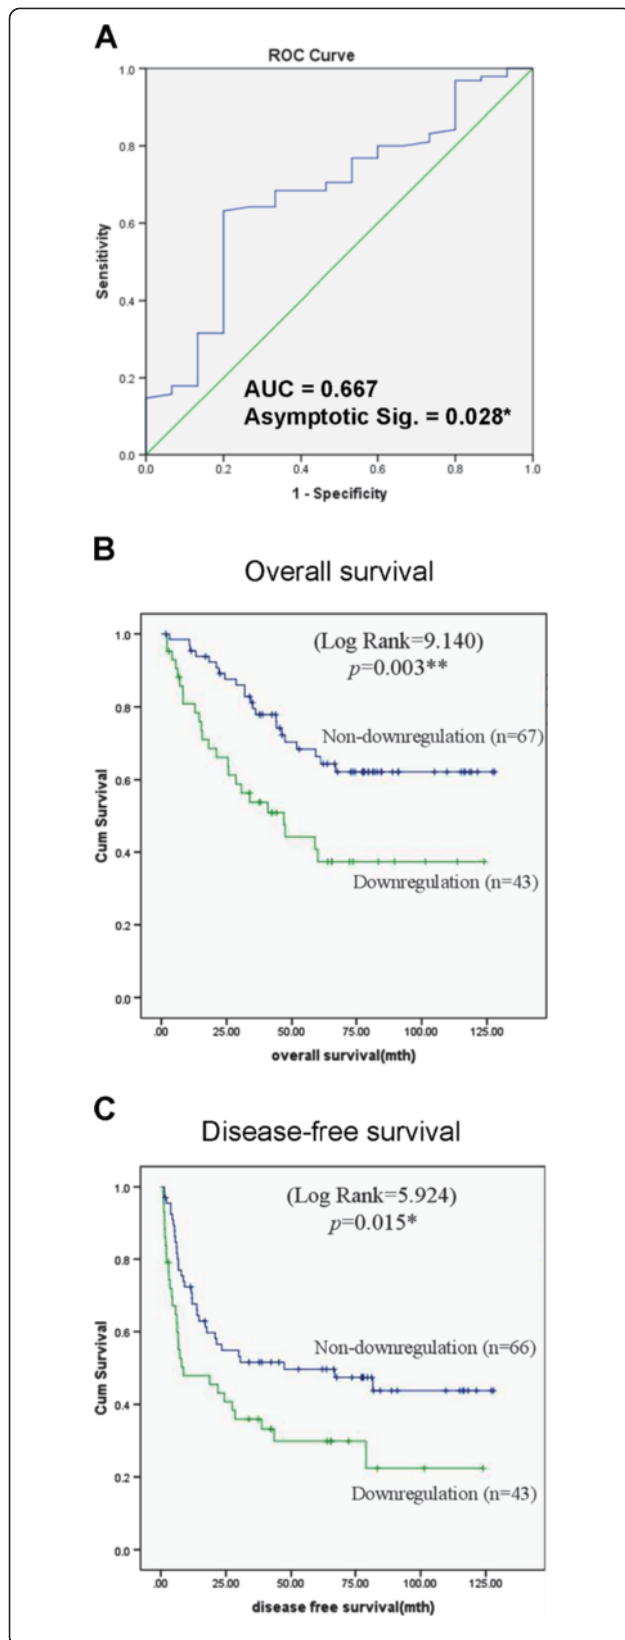 A
ROC Curve
1.0
0.8
0.6
0.4
0.2
0.0
Sensitivity
AUC = 0.667
Asymptotic Sig. = 0.028*
0.0 0.2 0.4 0.6 0.8 1.0
1 - Specificity
B
Overall survival
1.0
0.8
0.6
0.4
0.2
0.0
Cum Survival
(Log Rank=9.140)
p=0.003**
Non-downregulation (n=67)
Downregulation (n=43)
.00 25.00 50.00 75.00 100.00 125.00
overall survival(mth)
C
Disease-free survival
1.0
0.8
0.6
0.4
0.2
0.0
Cum Survival
(Log Rank=5.924)
p=0.015*
Non-downregulation (n=66)
Downregulation (n=43)
.00 25.00 50.00 75.00 100.00 125.00
disease free survival(mth)